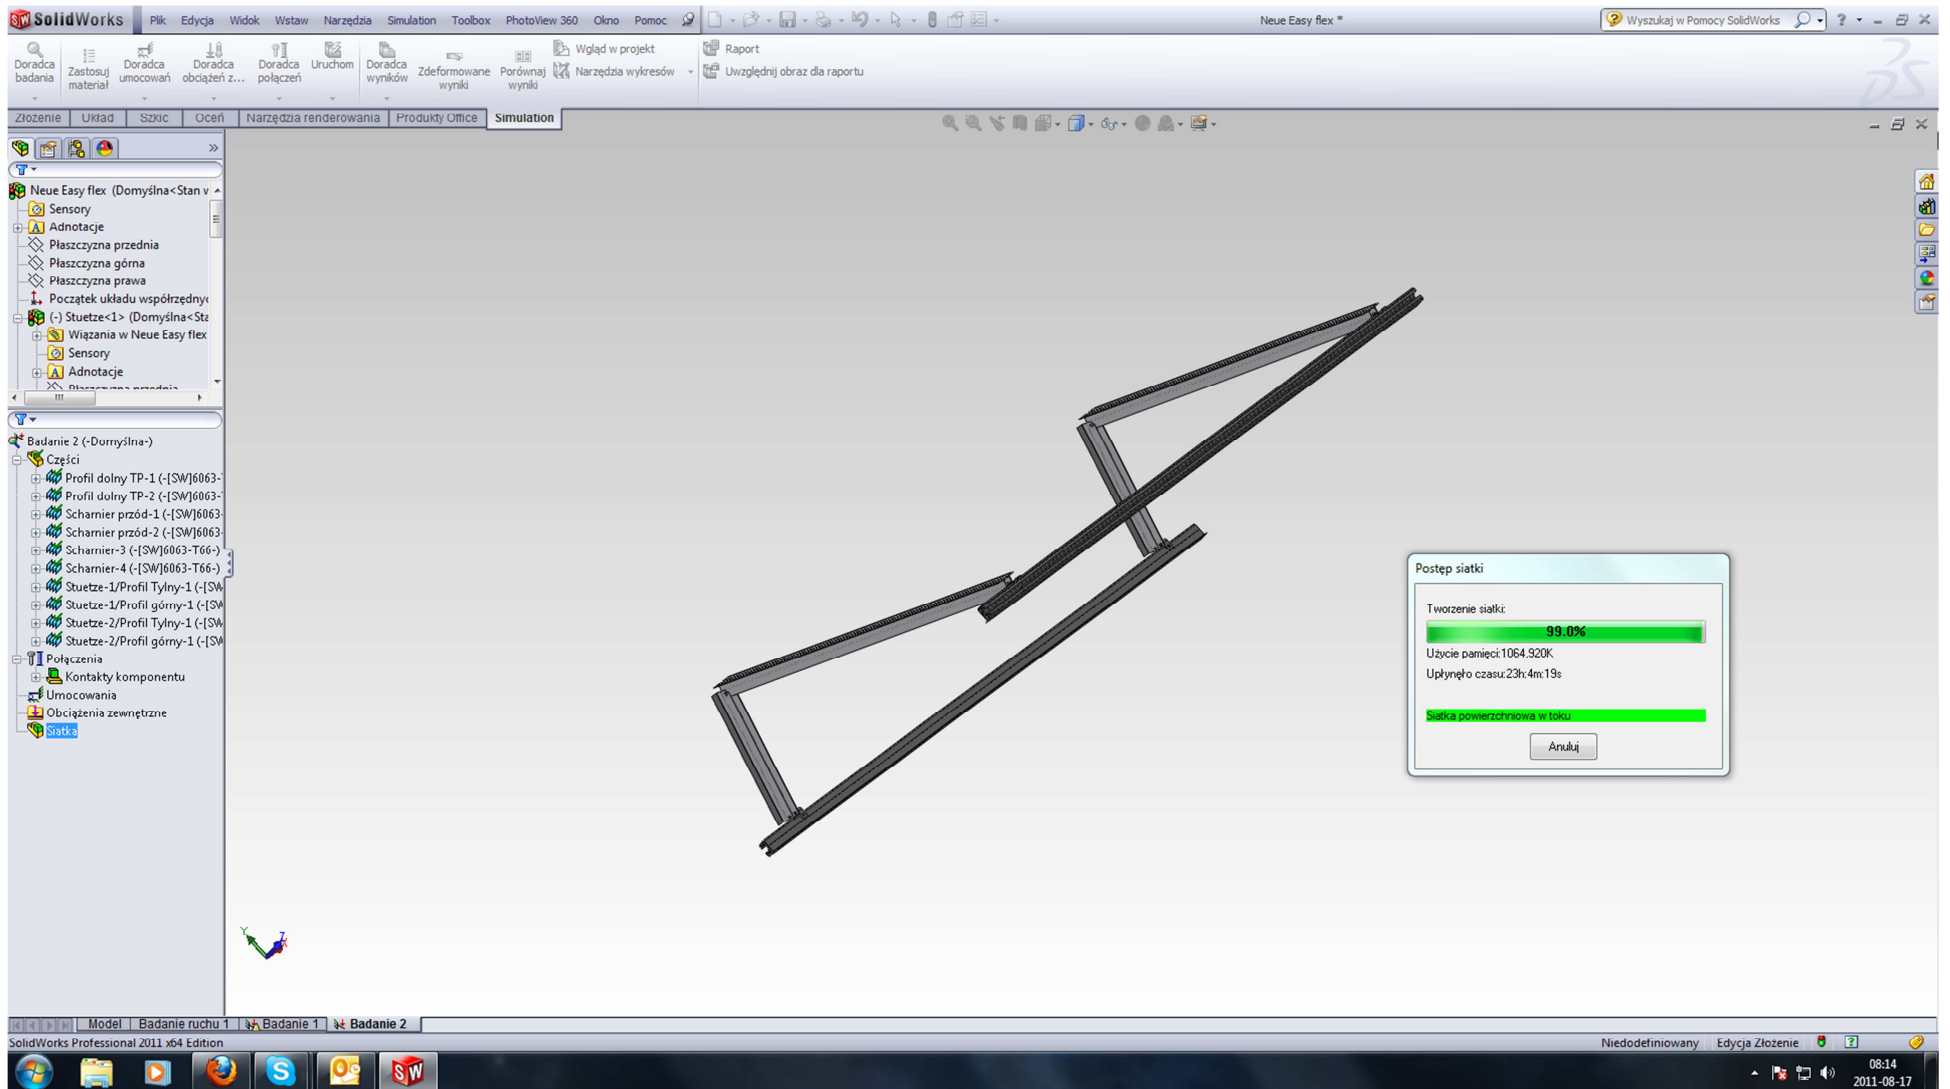 SolidWorks Plik Edycja Widok Wstaw Narzędzia Simulation Toolbox PhotoView 360 Okno Pomoc
Neue Easy flex *
Wyszukaj w Pomocy SolidWorks
Doradca badania
Zastosuj materiał
Doradca umocowań
Doradca obciążeń z...
Doradca połączeń
Uruchom
Doradca wyników
Zdeformowane wyniki
Porównaj wyniki
Wgląd w projekt
Narzędzia wykresów
Raport
Uwzględnij obraz dla raportu
Złożenie Układ Szkic Oceń Narzędzia renderowania Produkty Office Simulation
Neue Easy flex (Domyślna<Stan w
Sensory
Adnotacje
Płaszczyzna przednia
Płaszczyzna górna
Płaszczyzna prawa
Początek układu współrzędnyc
(-) Stuetze<1> (Domyślna<Sta
Wiązania w Neue Easy flex
Sensory
Adnotacje
Płaszczyzna przednia
Badanie 2 (-Domyślna-)
Części
Profil dolny TP-1 (-[SW]6063-
Profil dolny TP-2 (-[SW]6063-
Scharnier przód-1 (-[SW]6063-
Scharnier przód-2 (-[SW]6063-
Scharnier-3 (-[SW]6063-T66-)
Scharnier-4 (-[SW]6063-T66-)
Stuetze-1/Profil Tylny-1 (-[SW
Stuetze-1/Profil górny-1 (-[SW
Stuetze-2/Profil Tylny-1 (-[SW
Stuetze-2/Profil górny-1 (-[SW
Połączenia
Kontakty komponentu
Umocowania
Obciążenia zewnętrzne
Siatka
Postęp siatki
Tworzenie siatki:
99.0%
Użycie pamięci:1064.920K
Upłynęło czasu:23h:4m:19s
Siatka powierzchniowa w toku
Anuluj
Y
Z
X
Model Badanie ruchu 1 Badanie 1 Badanie 2
SolidWorks Professional 2011 x64 Edition
Niedodefiniowany Edycja Złożenie
08:14
2011-08-17